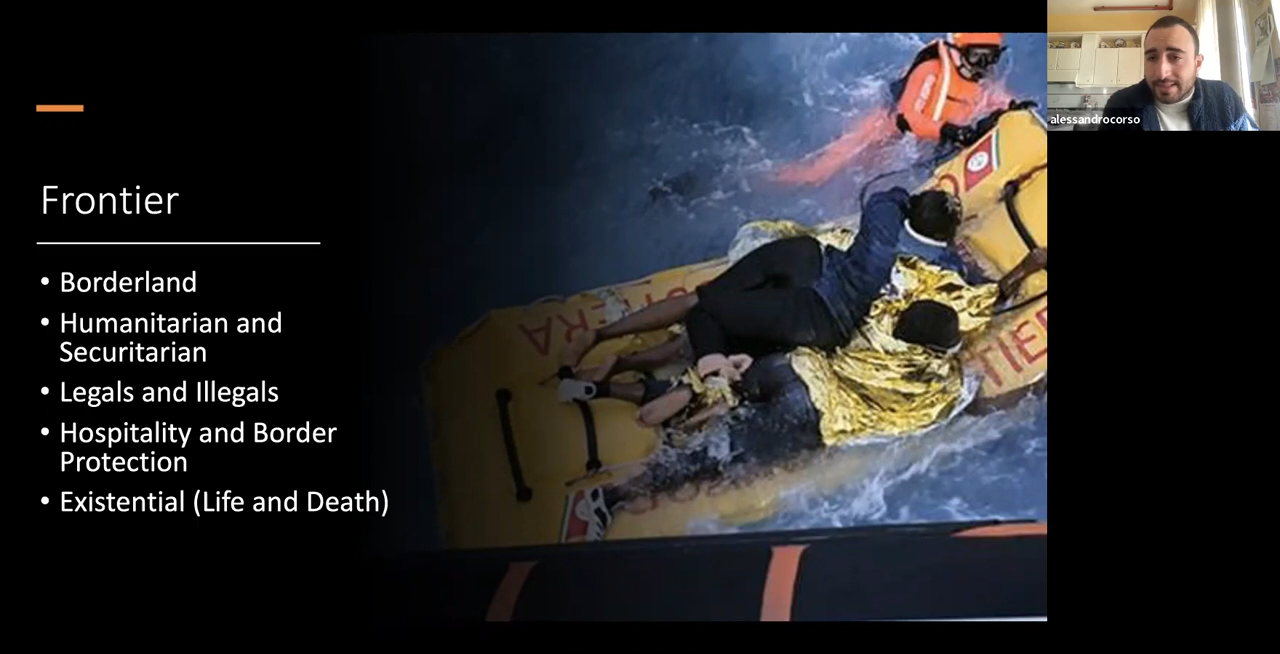 alessandrocorso
Frontier
• Borderland
• Humanitarian and
Securitarian
• Legals and Illegals
• Hospitality and Border
Protection
• Existential (Life and Death)